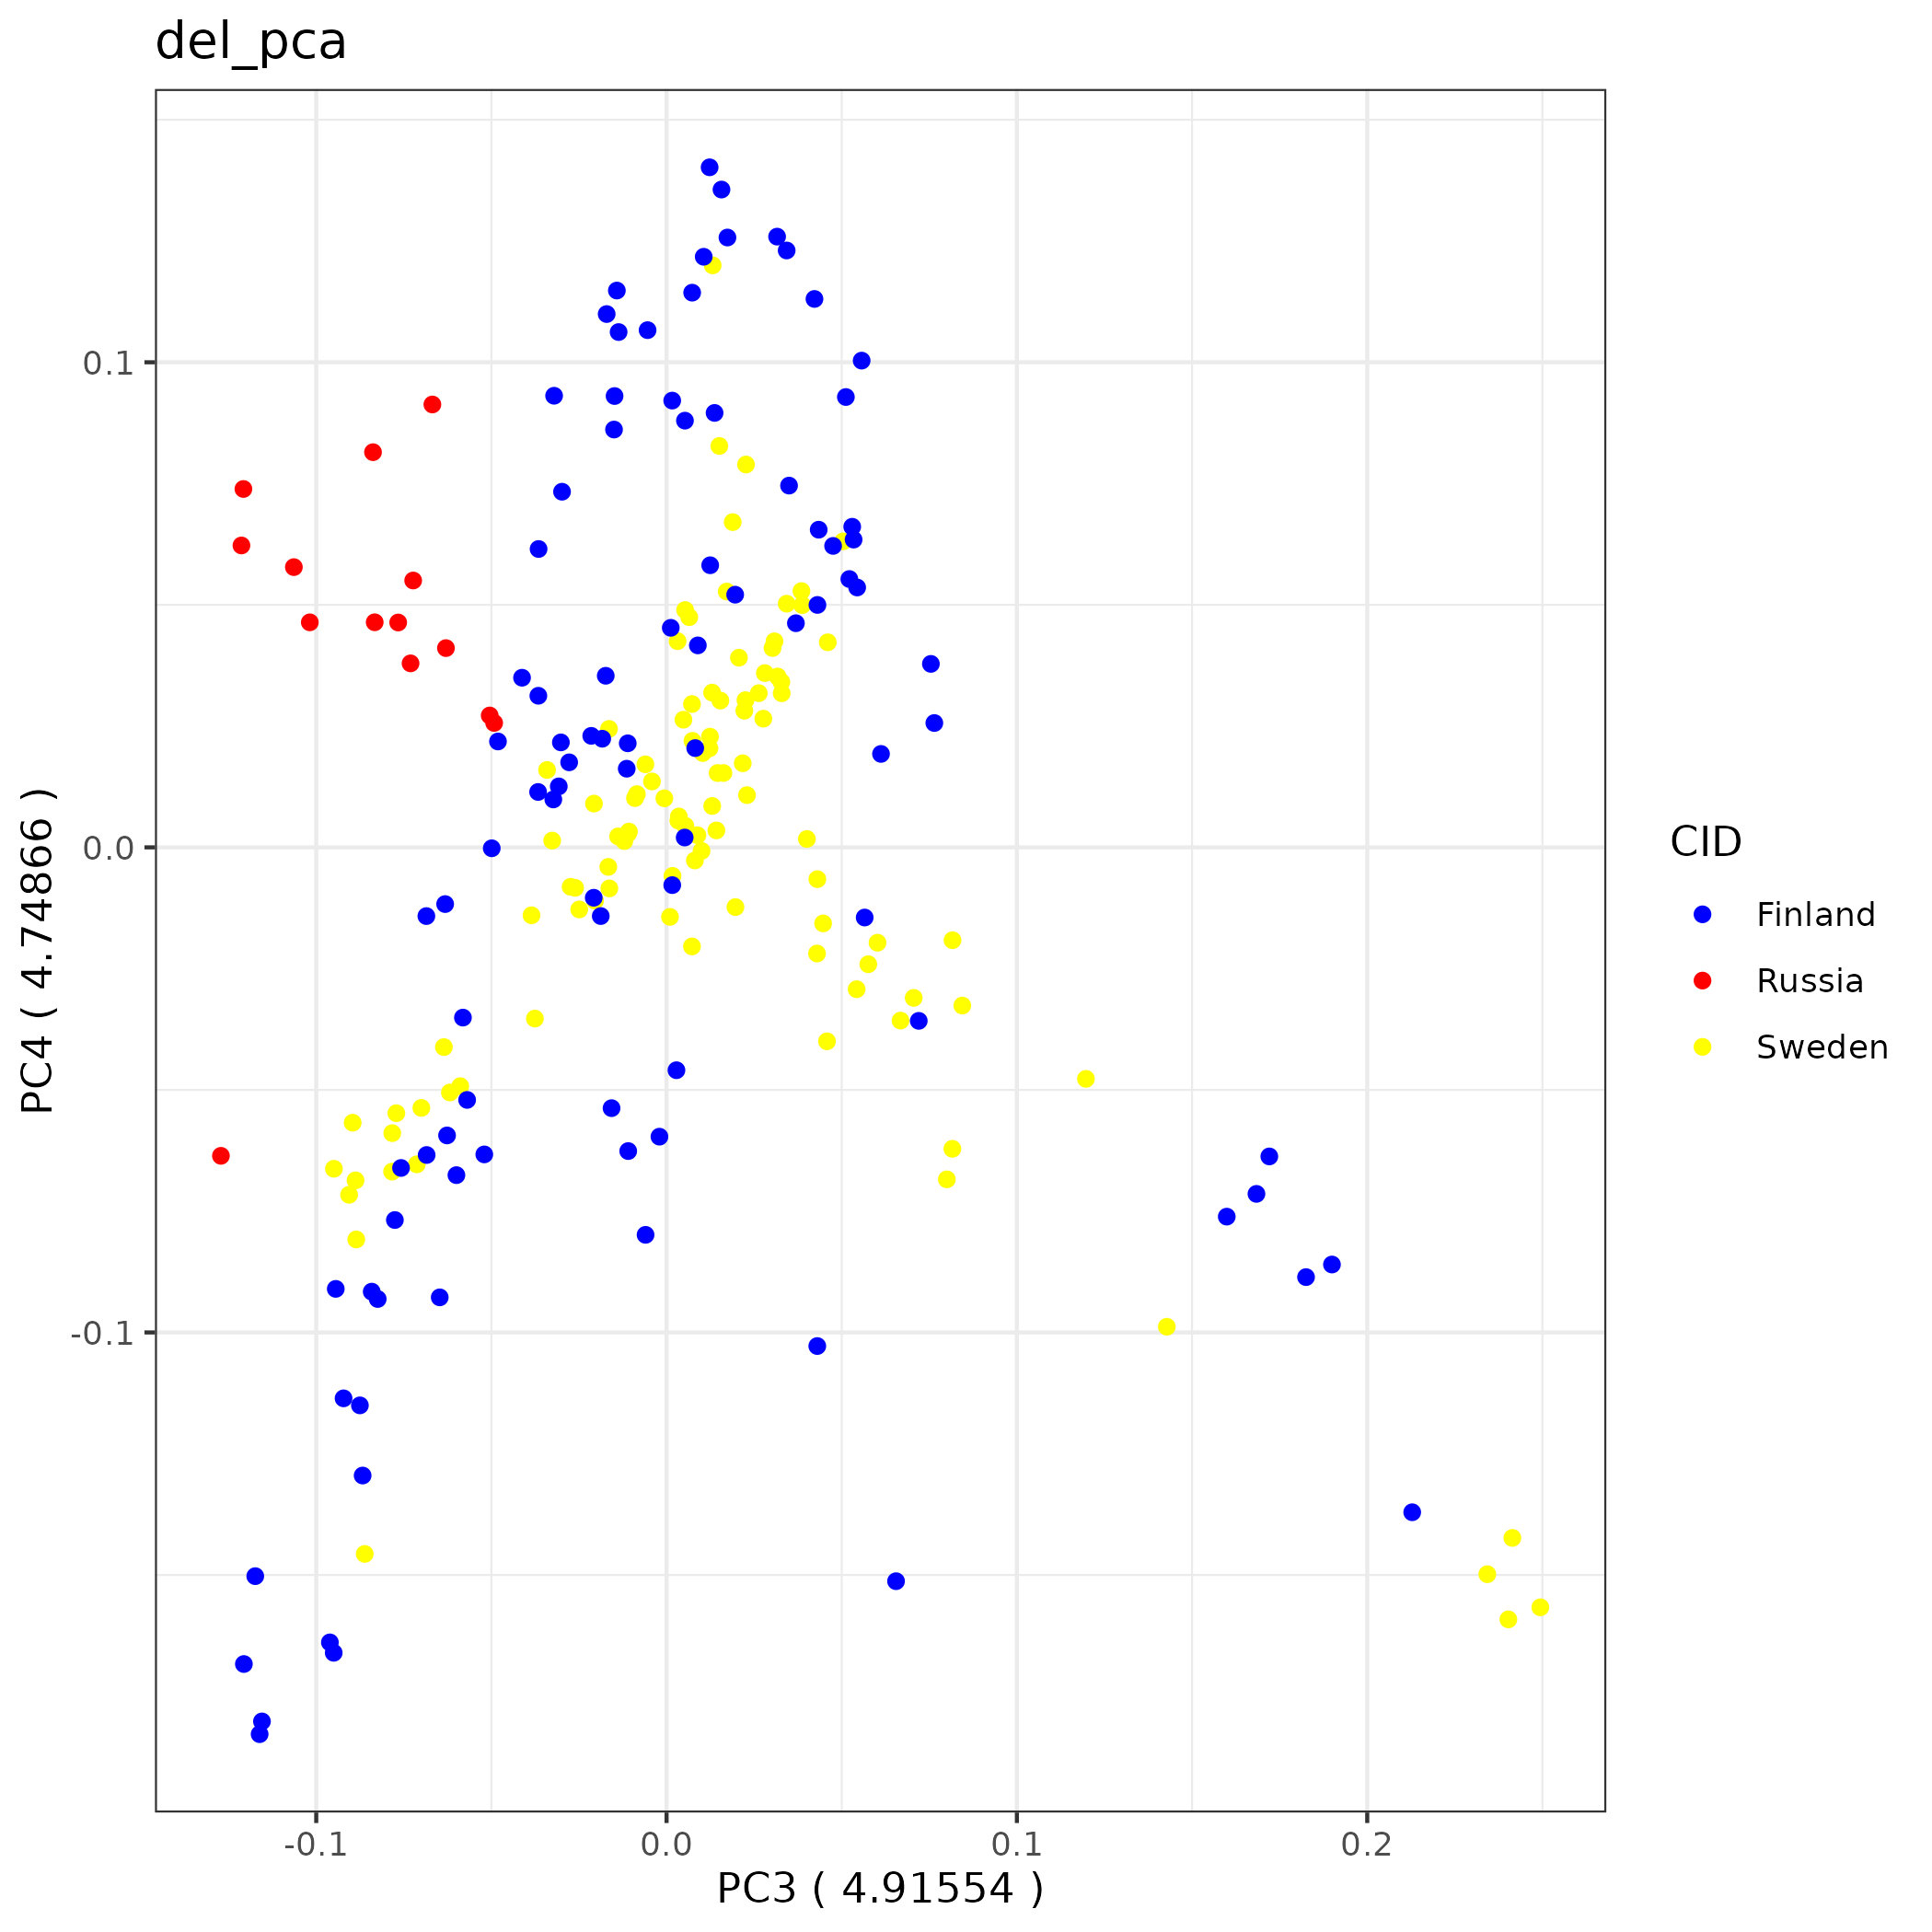 del_pca
0.1
0.0
-0.1
PC4 ( 4.74866 )
-0.1
0.0
0.1
0.2
PC3 ( 4.91554 )
CID
Finland
Russia
Sweden